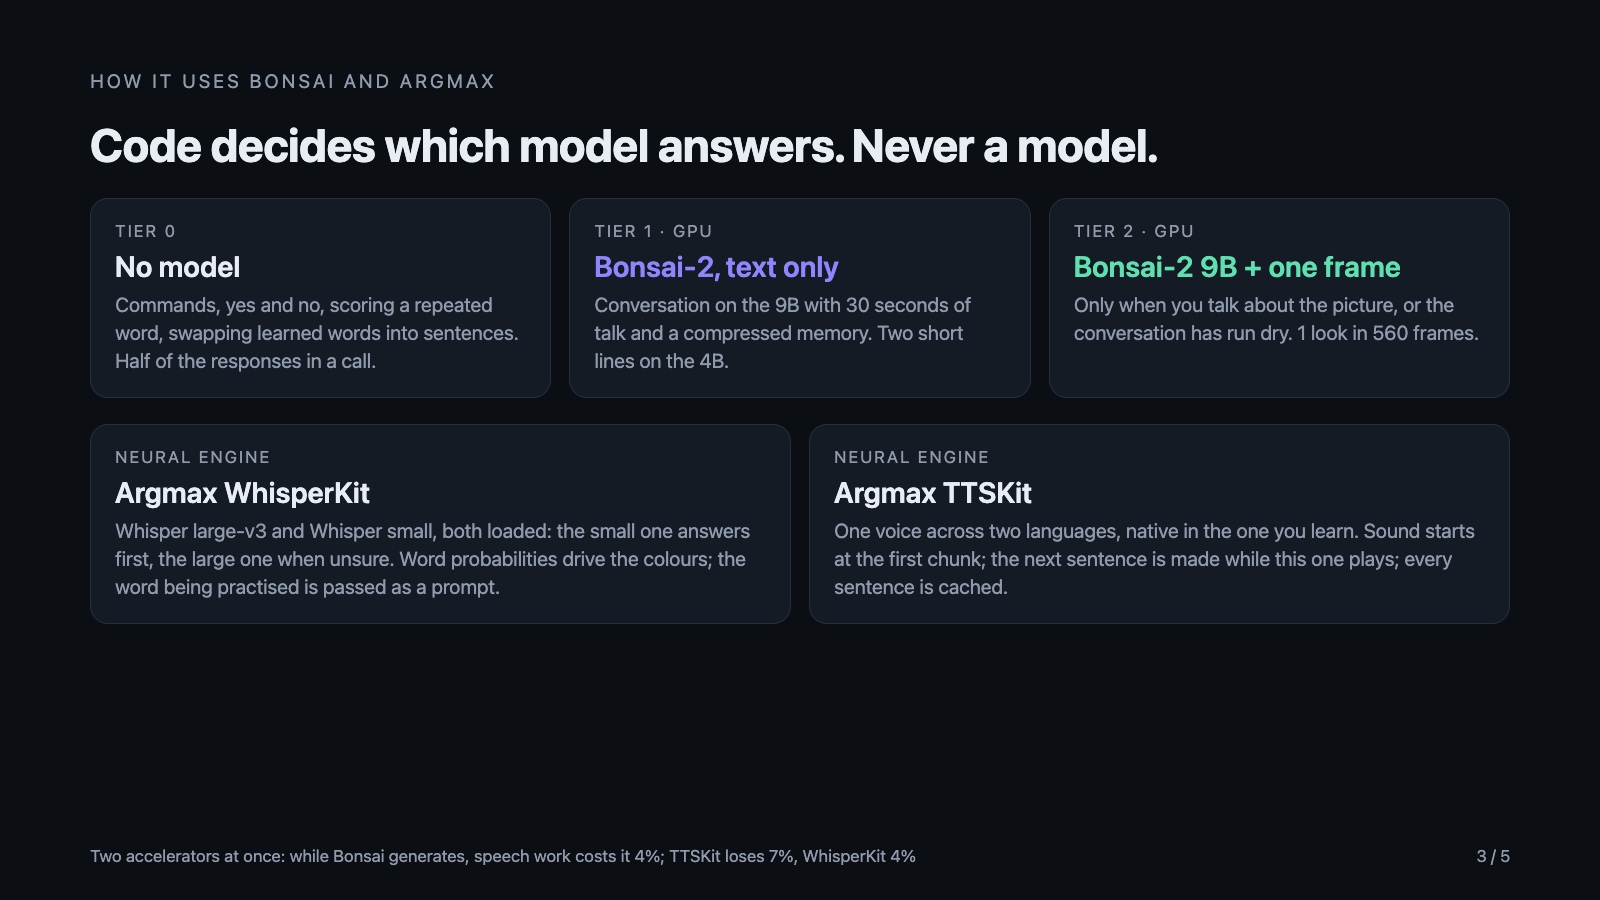 HOW IT USES BONSAI AND ARGMAX
Code decides which model answers. Never a model.
TIER 0
No model
Commands, yes and no, scoring a repeated
word, swapping learned words into sentences.
Half of the responses in a call.
TIER 1 · GPU
Bonsai-2, text only
Conversation on the 9B with 30 seconds of
talk and a compressed memory. Two short
lines on the 4B.
TIER 2 · GPU
Bonsai-2 9B + one frame
Only when you talk about the picture, or the
conversation has run dry. 1 look in 560 frames.
NEURAL ENGINE
Argmax WhisperKit
Whisper large-v3 and Whisper small, both loaded: the small one answers
first, the large one when unsure. Word probabilities drive the colours; the
word being practised is passed as a prompt.
NEURAL ENGINE
Argmax TTSKit
One voice across two languages, native in the one you learn. Sound starts
at the first chunk; the next sentence is made while this one plays; every
sentence is cached.
Two accelerators at once: while Bonsai generates, speech work costs it 4%; TTSKit loses 7%, WhisperKit 4%
3 / 5